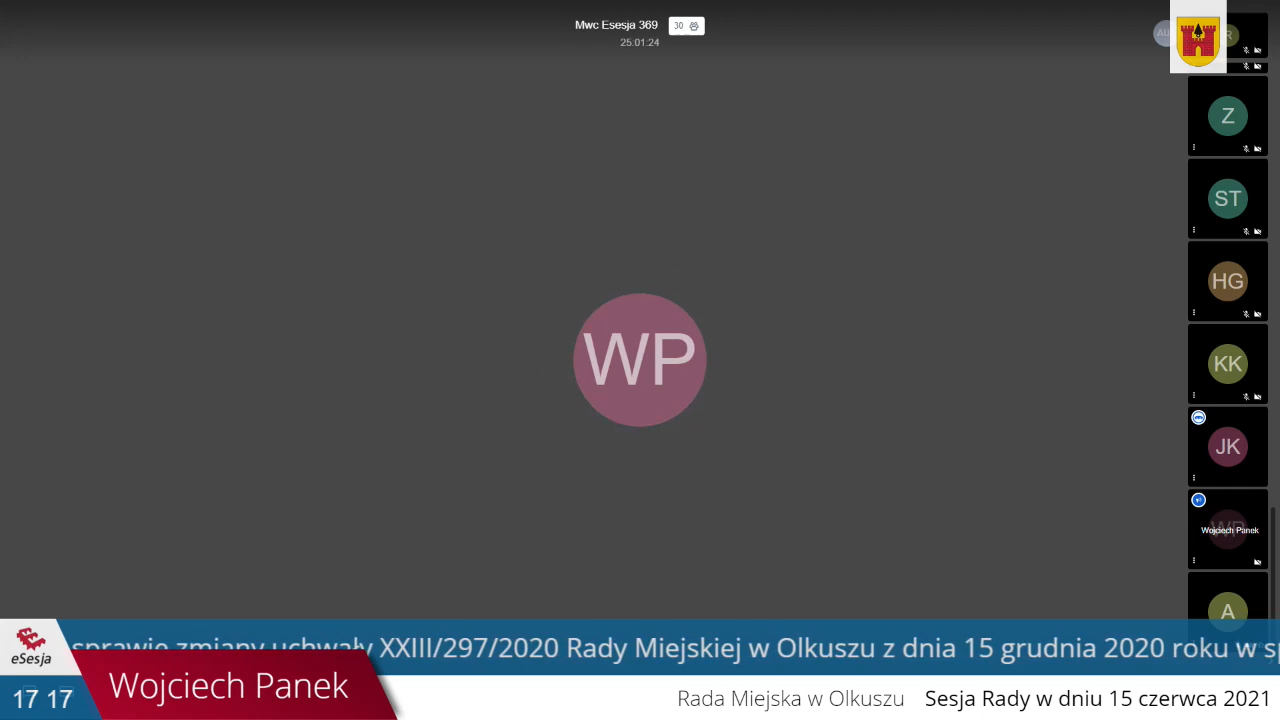 Mwc Esesja 369
30
25:01:24
AU
R
Z
ST
HG
KK
JK
WP
Wojciech Panek
A
WP
sprawie zmiany uchwały XXIII/297/2020 Rady Miejskiej w Olkuszu z dnia 15 grudnia 2020 roku w
eSesja
17 17
Wojciech Panek
Rada Miejska w Olkuszu
Sesja Rady w dniu 15 czerwca 2021